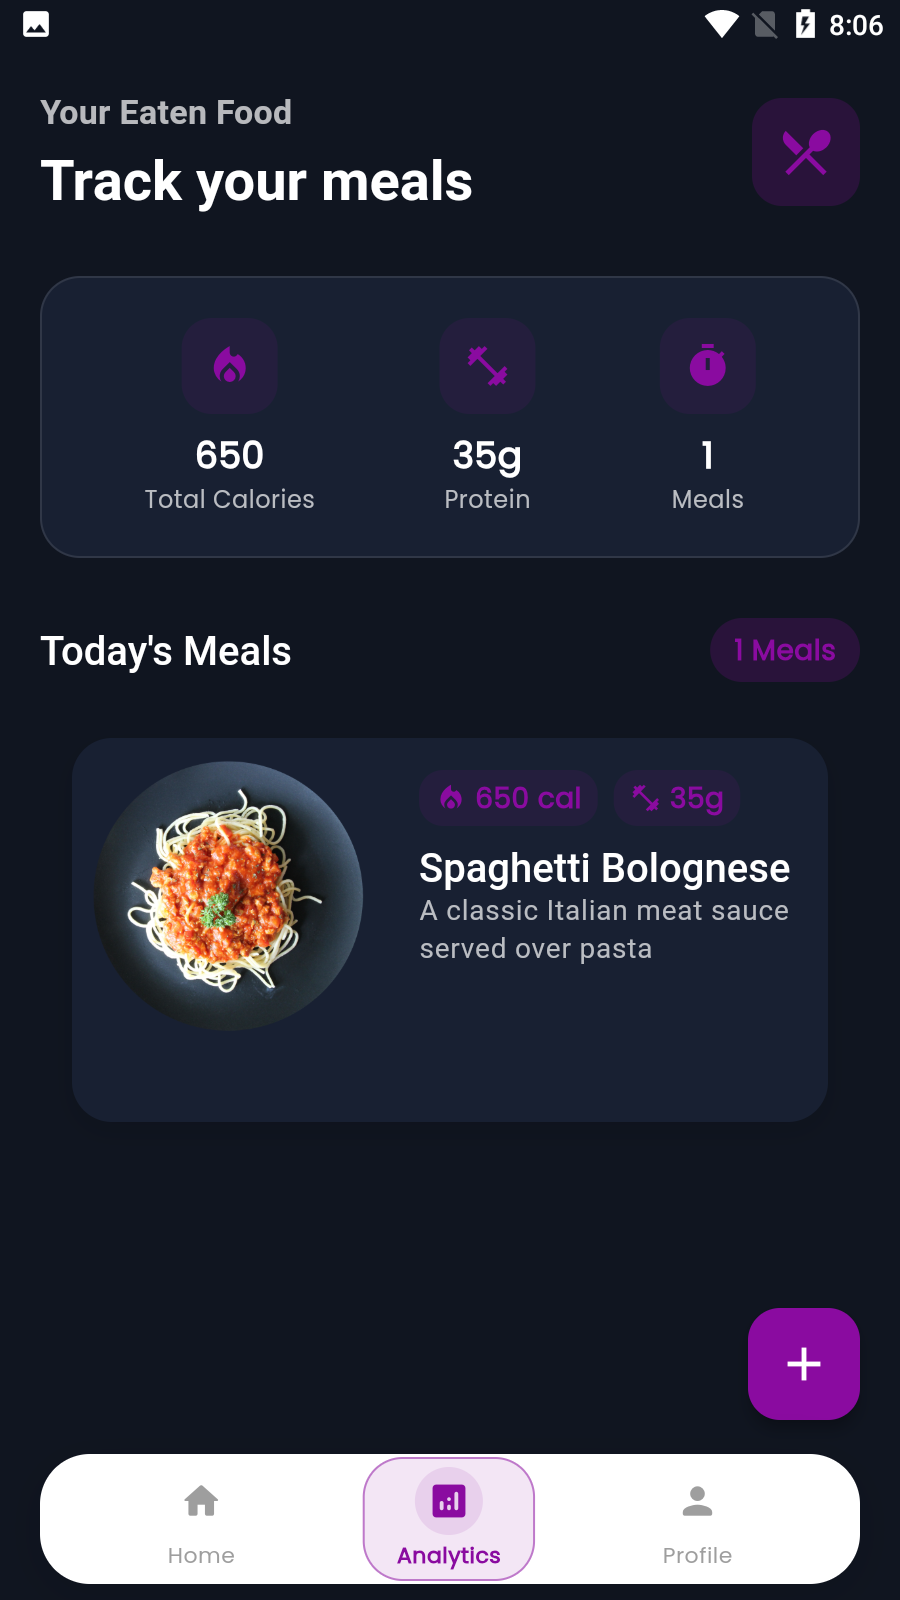 8:06
Your Eaten Food
Track your meals
650
Total Calories
35g
Protein
1
Meals
Today's Meals
1 Meals
650 cal
35g
Spaghetti Bolognese
A classic Italian meat sauce
served over pasta
Home
Analytics
Profile